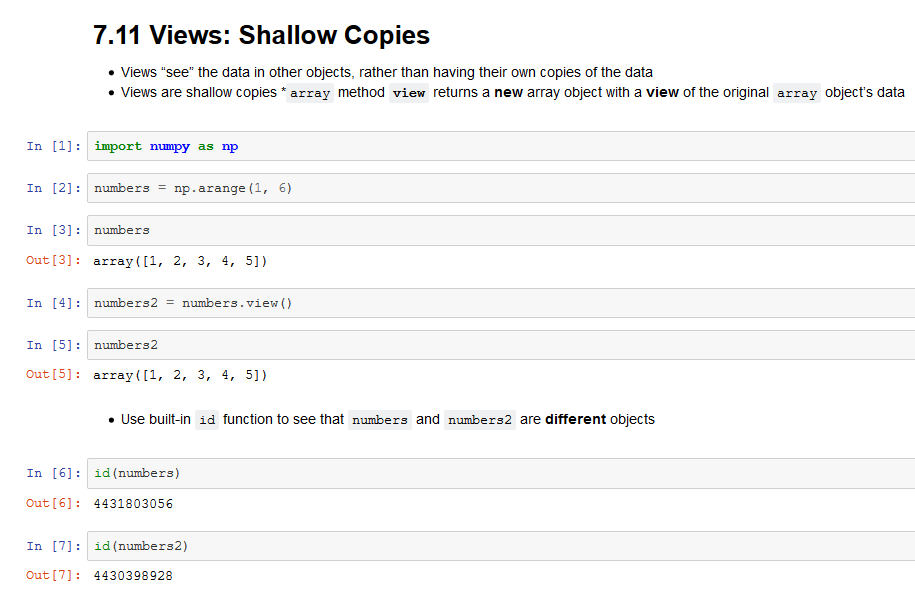 7.11 Views: Shallow Copies
• Views “see” the data in other objects, rather than having their own copies of the data
• Views are shallow copies * array method view returns a new array object with a view of the original array object’s data
In [1]: import numpy as np
In [2]: numbers = np.arange(1, 6)
In [3]: numbers
Out[3]: array([1, 2, 3, 4, 5])
In [4]: numbers2 = numbers.view()
In [5]: numbers2
Out[5]: array([1, 2, 3, 4, 5])
• Use built-in id function to see that numbers and numbers2 are different objects
In [6]: id(numbers)
Out[6]: 4431803056
In [7]: id(numbers2)
Out[7]: 4430398928